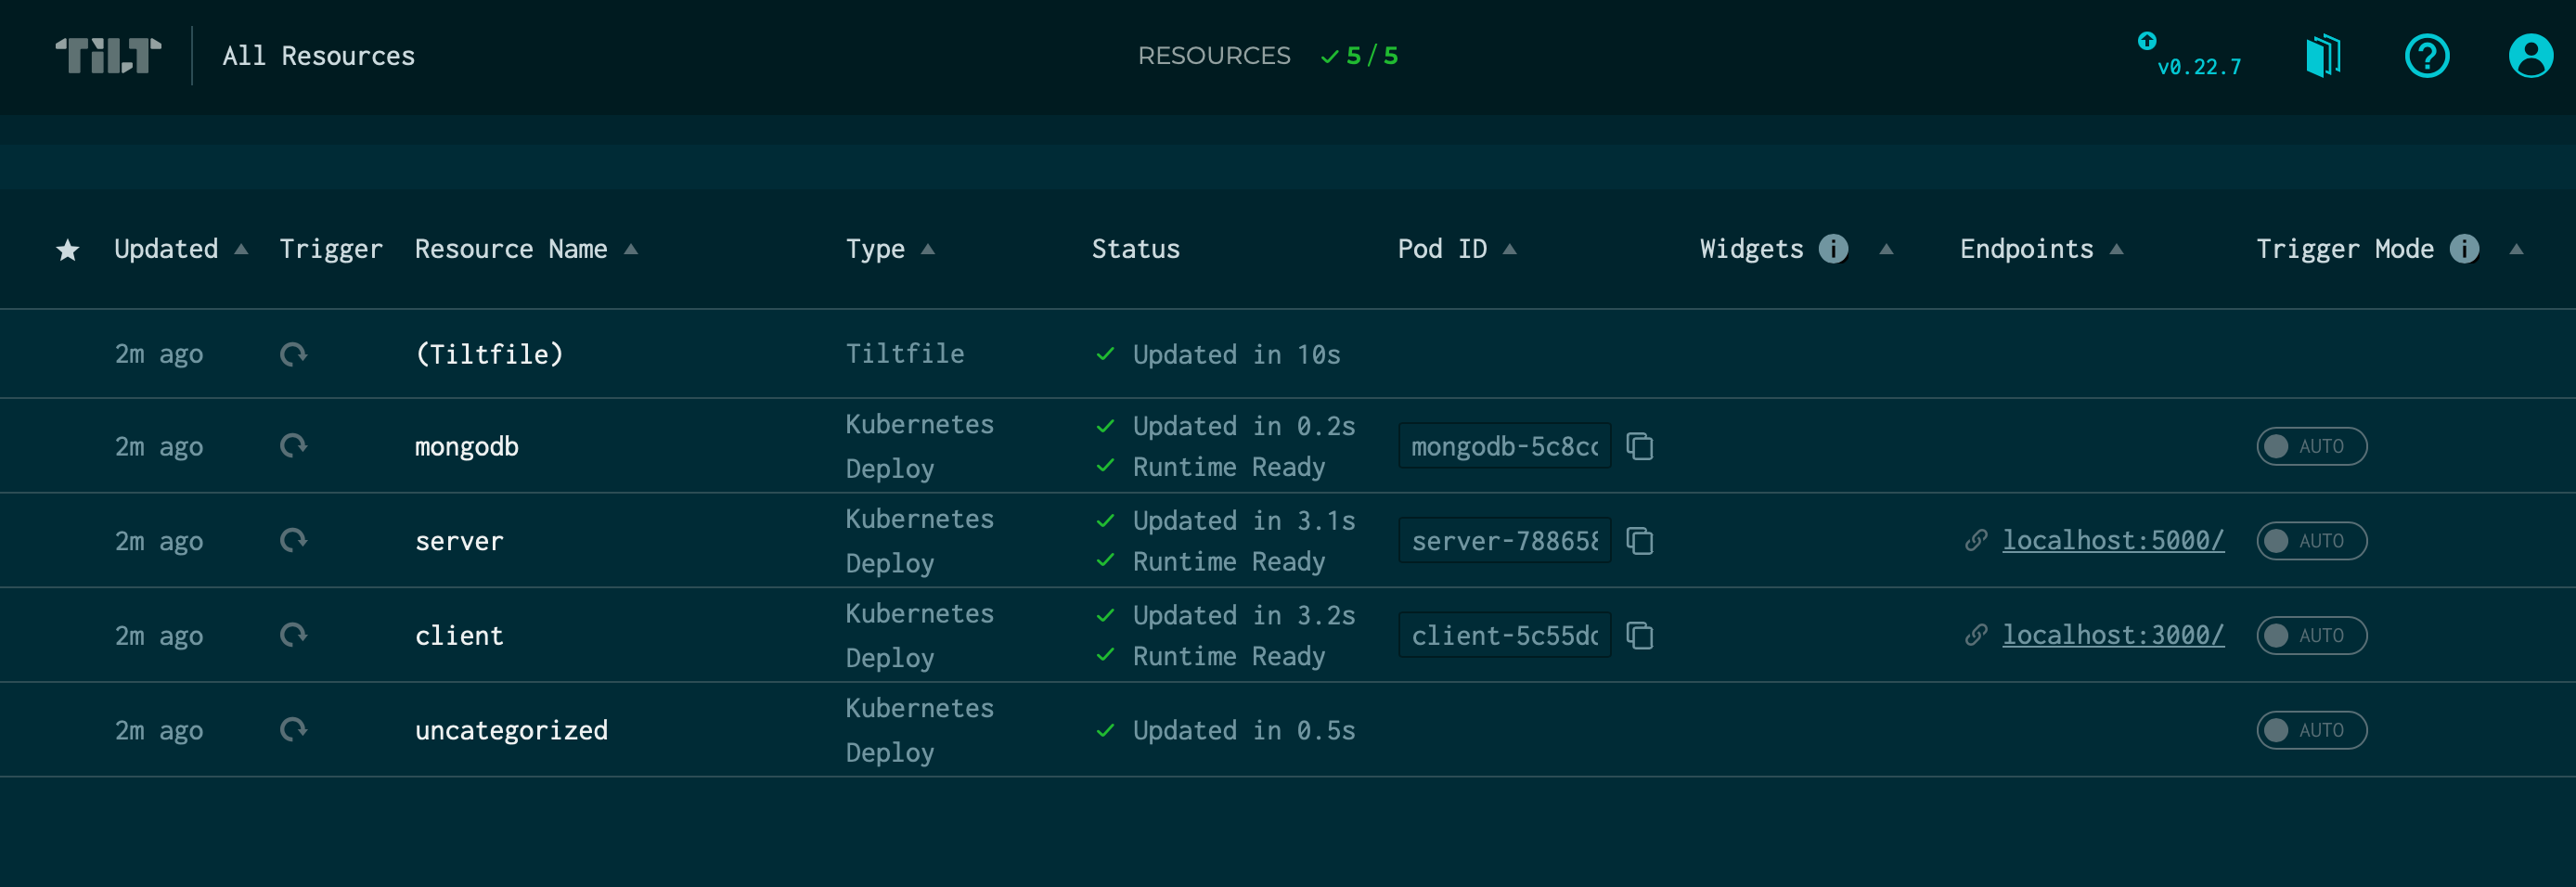 TILT All Resources RESOURCES 5 / 5 v0.22.7
Updated Trigger Resource Name Type Status Pod ID Widgets i Endpoints Trigger Mode i
2m ago (Tiltfile) Tiltfile Updated in 10s
2m ago mongodb Kubernetes Deploy Updated in 0.2s Runtime Ready mongodb-5c8cc AUTO
2m ago server Kubernetes Deploy Updated in 3.1s Runtime Ready server-788658 localhost:5000/ AUTO
2m ago client Kubernetes Deploy Updated in 3.2s Runtime Ready client-5c55dc localhost:3000/ AUTO
2m ago uncategorized Kubernetes Deploy Updated in 0.5s AUTO